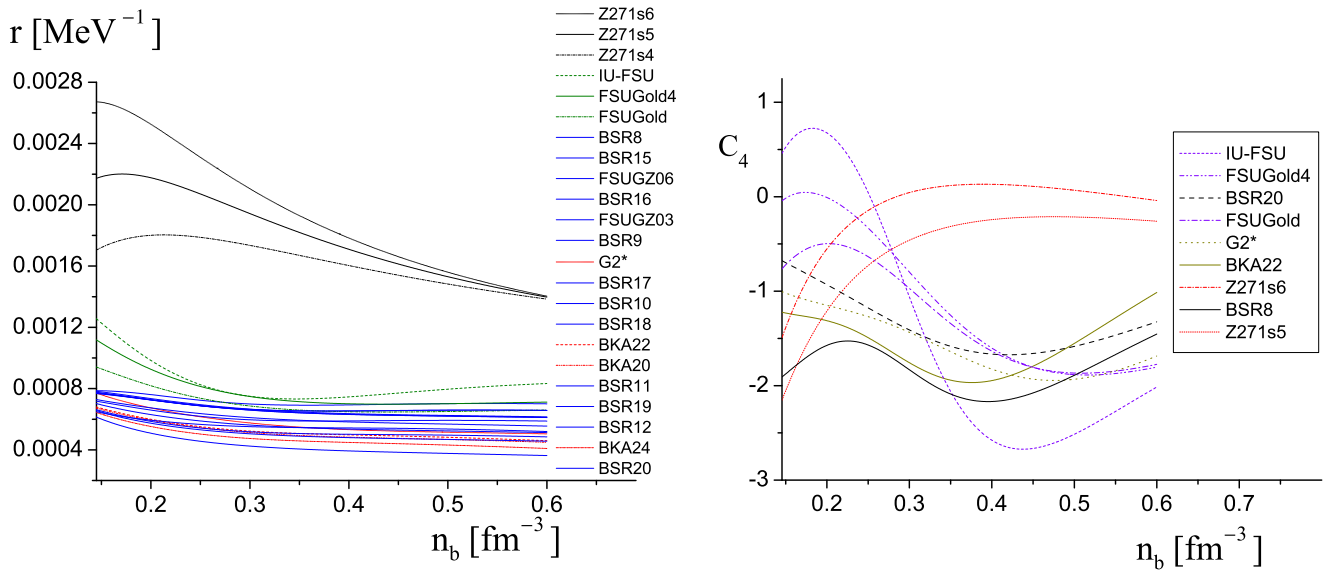 r [MeV⁻¹]
0.0028
0.0024
0.0020
0.0016
0.0012
0.0008
0.0004
0.2 0.3 0.4 0.5 0.6
n_b [fm⁻³]
Z271s6
Z271s5
Z271s4
IU-FSU
FSUGold4
FSUGold
BSR8
BSR15
FSUGZ06
BSR16
FSUGZ03
BSR9
G2*
BSR17
BSR10
BSR18
BKA22
BKA20
BSR11
BSR19
BSR12
BKA24
BSR20
C₄
1
0
-1
-2
-3
0.2 0.3 0.4 0.5 0.6 0.7
n_b [fm⁻³]
IU-FSU
FSUGold4
BSR20
FSUGold
G2*
BKA22
Z271s6
BSR8
Z271s5